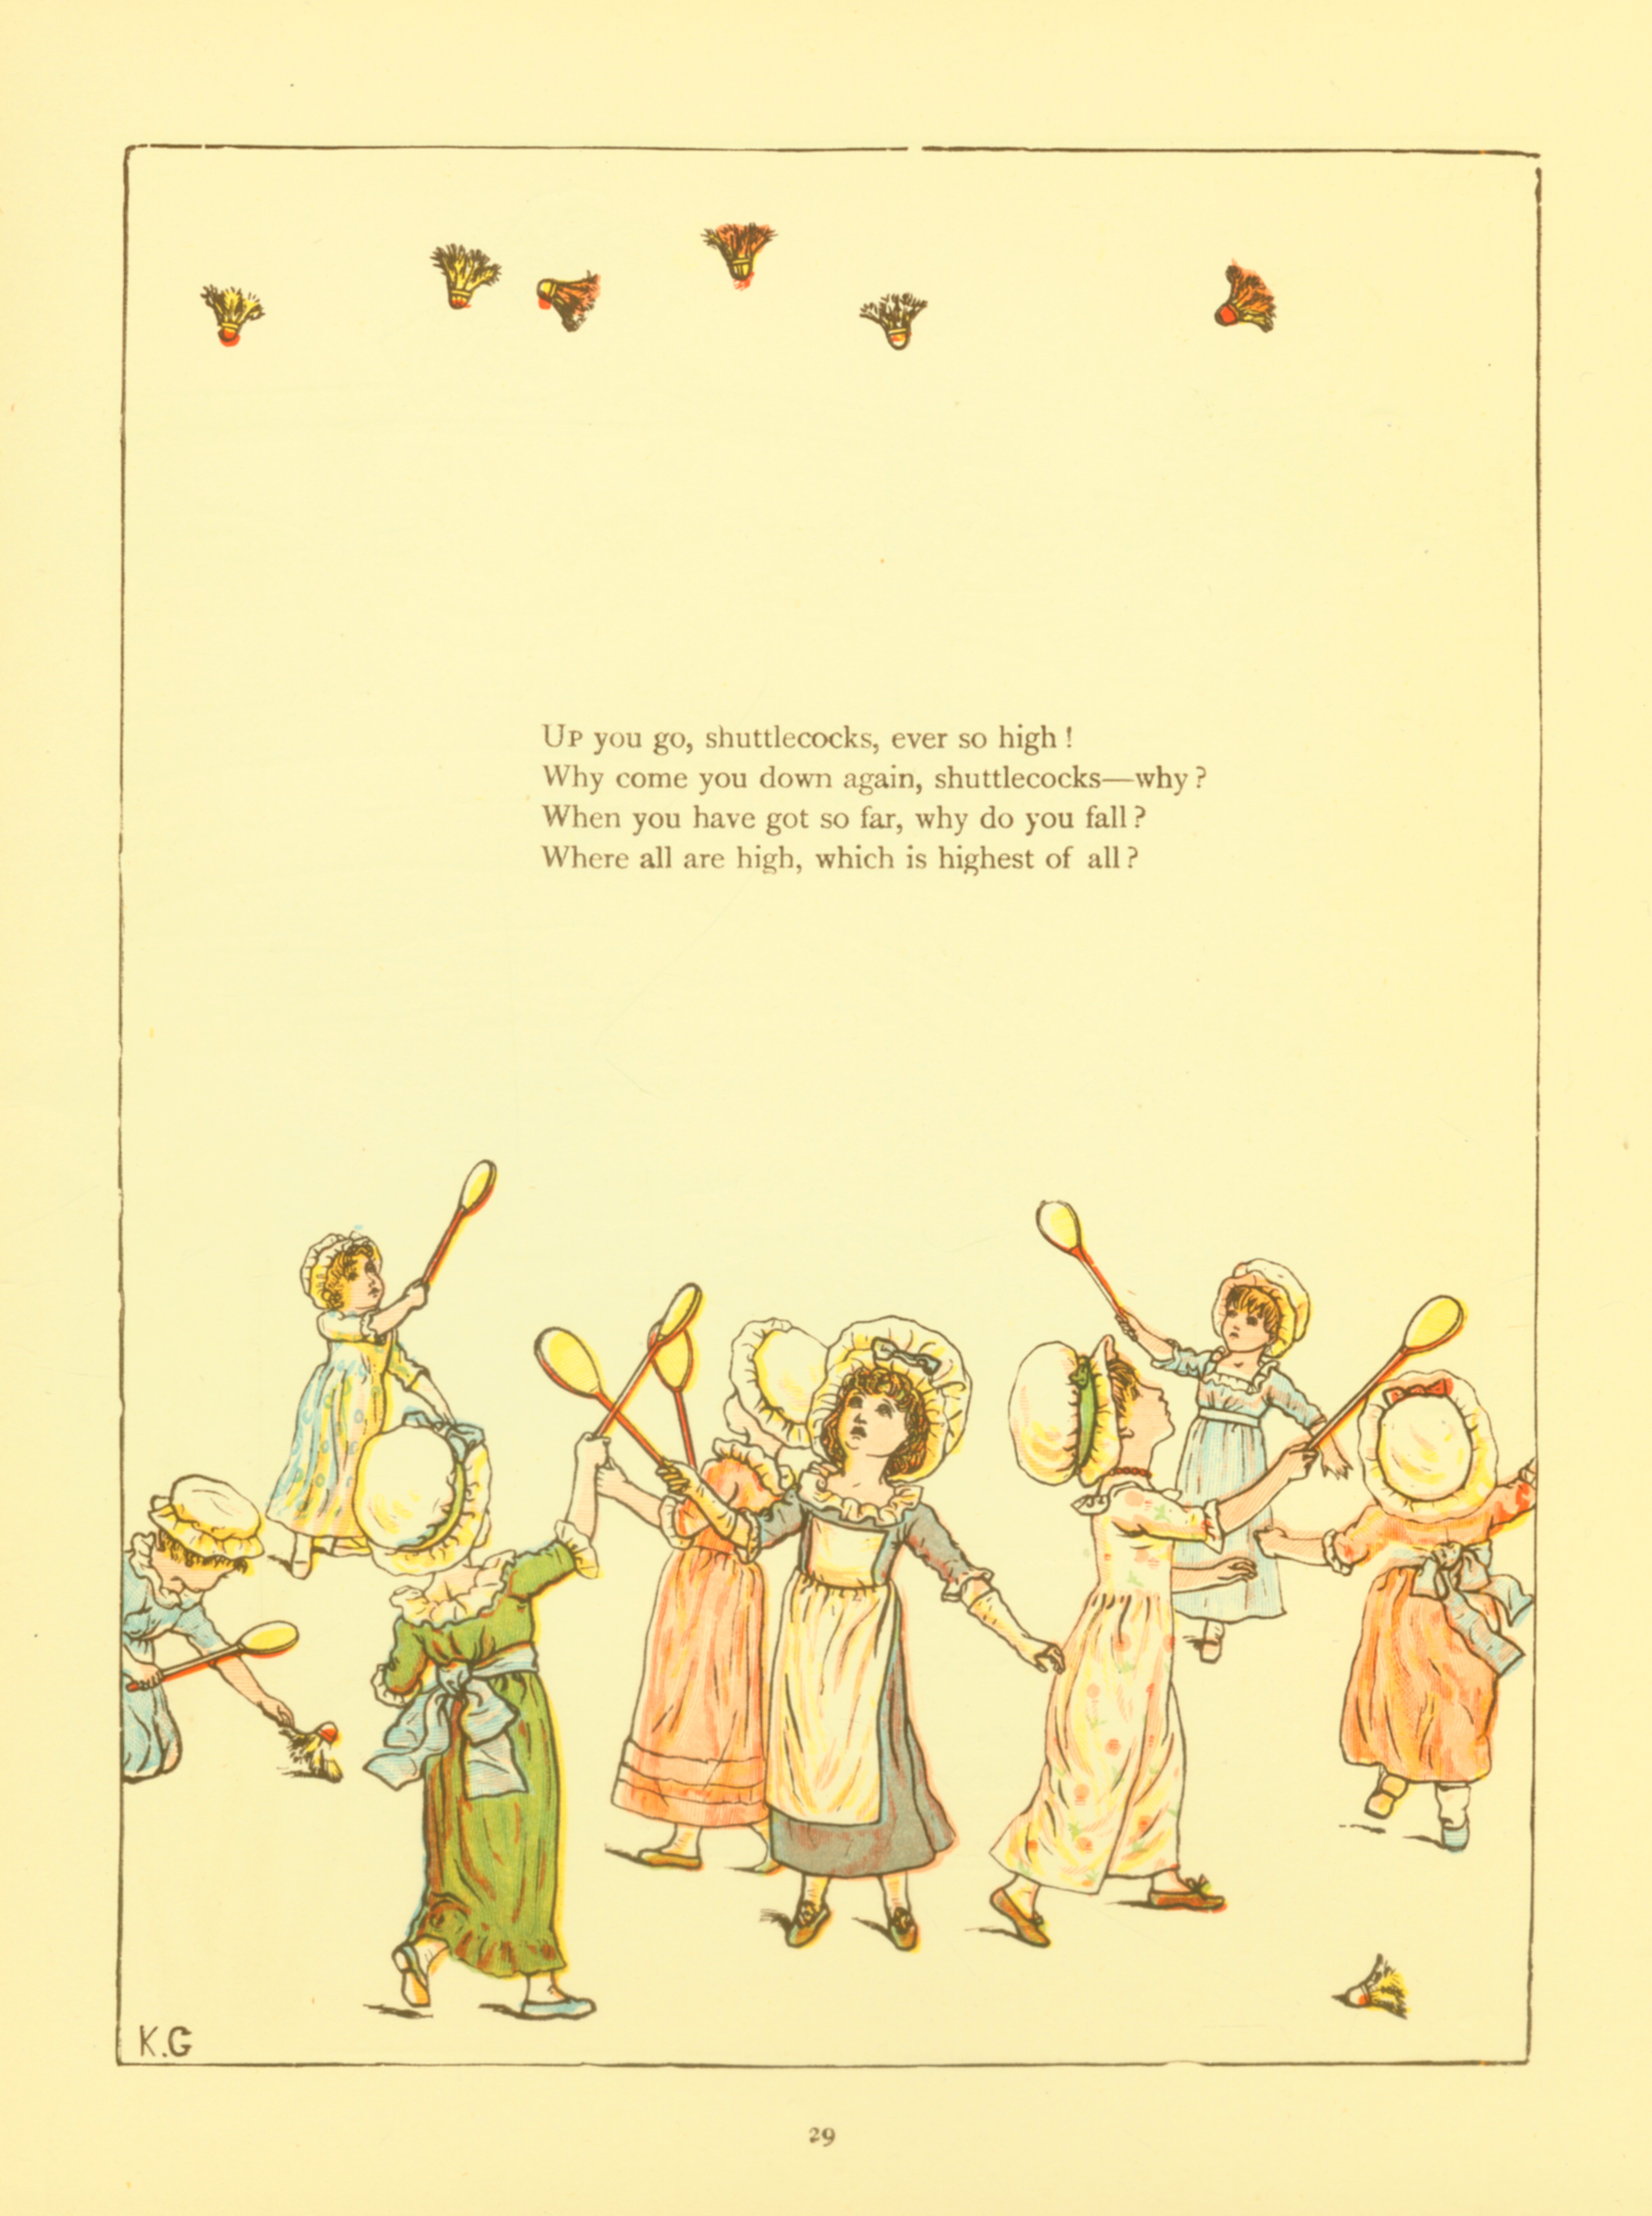 UP you go, shuttlecocks, ever so high !
Why come you down again, shuttlecocks—why ?
When you have got so far, why do you fall ?
Where all are high, which is highest of all ?
K.G
29